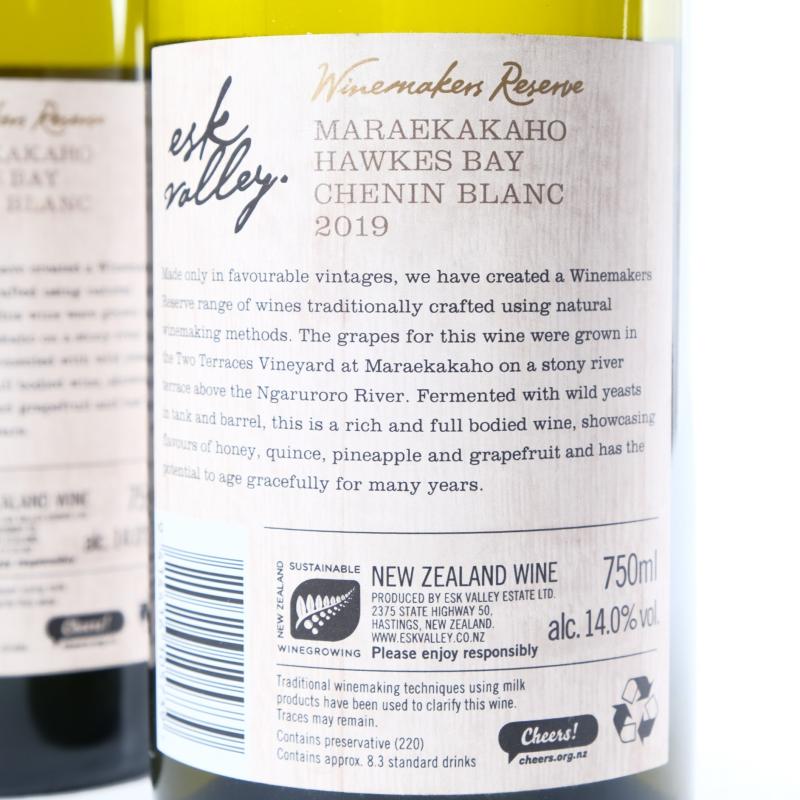 Winemakers Reserve
esk
valley.
MARAEKAKAHO
HAWKES BAY
CHENIN BLANC
2019
Made only in favourable vintages, we have created a Winemakers
Reserve range of wines traditionally crafted using natural
winemaking methods. The grapes for this wine were grown in
the Two Terraces Vineyard at Maraekakaho on a stony river
terrace above the Ngaruroro River. Fermented with wild yeasts
in tank and barrel, this is a rich and full bodied wine, showcasing
flavours of honey, quince, pineapple and grapefruit and has the
potential to age gracefully for many years.
SUSTAINABLE
NEW ZEALAND
WINEGROWING
NEW ZEALAND WINE
PRODUCED BY ESK VALLEY ESTATE LTD.
2375 STATE HIGHWAY 50,
HASTINGS, NEW ZEALAND.
WWW.ESKVALLEY.CO.NZ
Please enjoy responsibly
750ml
alc. 14.0% vol.
Traditional winemaking techniques using milk
products have been used to clarify this wine.
Traces may remain.
Contains preservative (220)
Contains approx. 8.3 standard drinks
Cheers!
cheers.org.nz
Reserve
BAY
BLANC
WINE
Cheers!